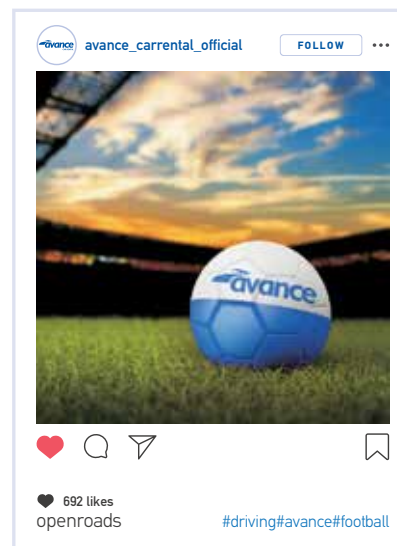 avance avance_carrental_official FOLLOW
avance
692 likes
openroads #driving#avance#football